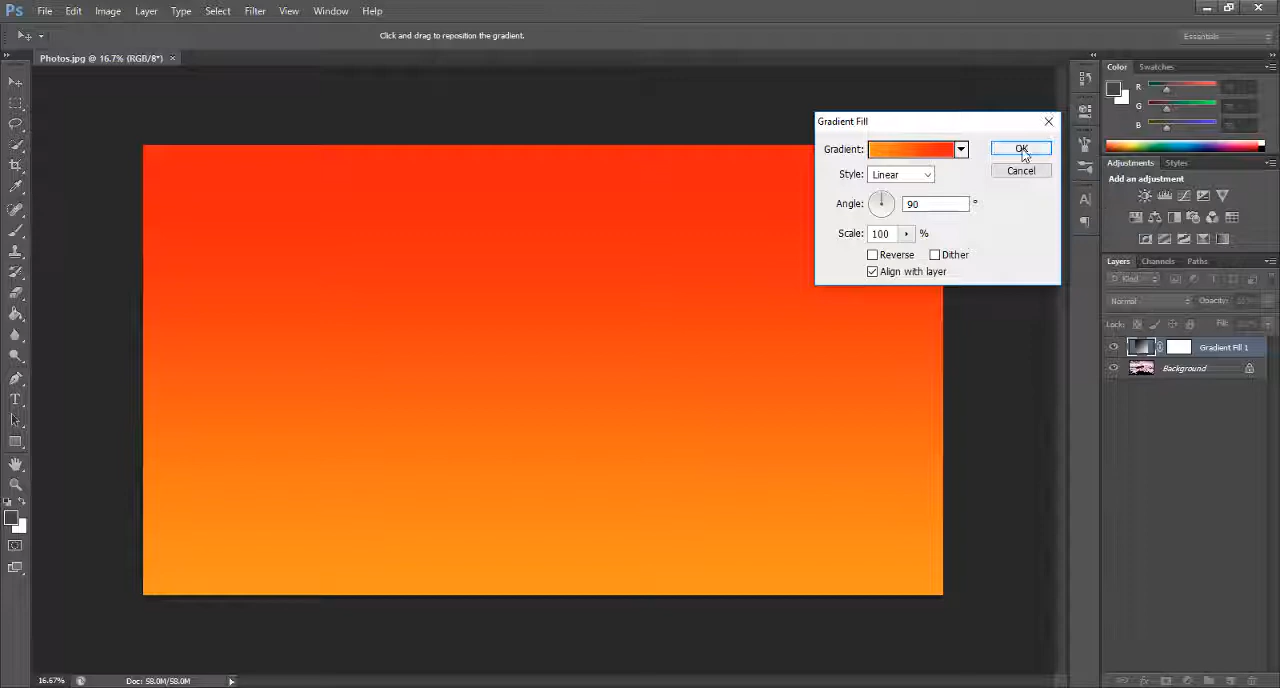 Ps File Edit Image Layer Type Select Filter View Window Help
Click and drag to reposition the gradient.
Essentials
Photos.jpg @ 16.7% (RGB/8*) ×
Color Swatches
R
G
B
Gradient Fill
Gradient: OK
Style: Linear Cancel
Angle: 90 °
Scale: 100 %
Reverse Dither
Align with layer
Adjustments Styles
Add an adjustment
Layers Channels Paths
Kind
Normal Opacity:
Lock: Fill:
Gradient Fill 1
Background
16.67% Doc: 58.0M/58.0M